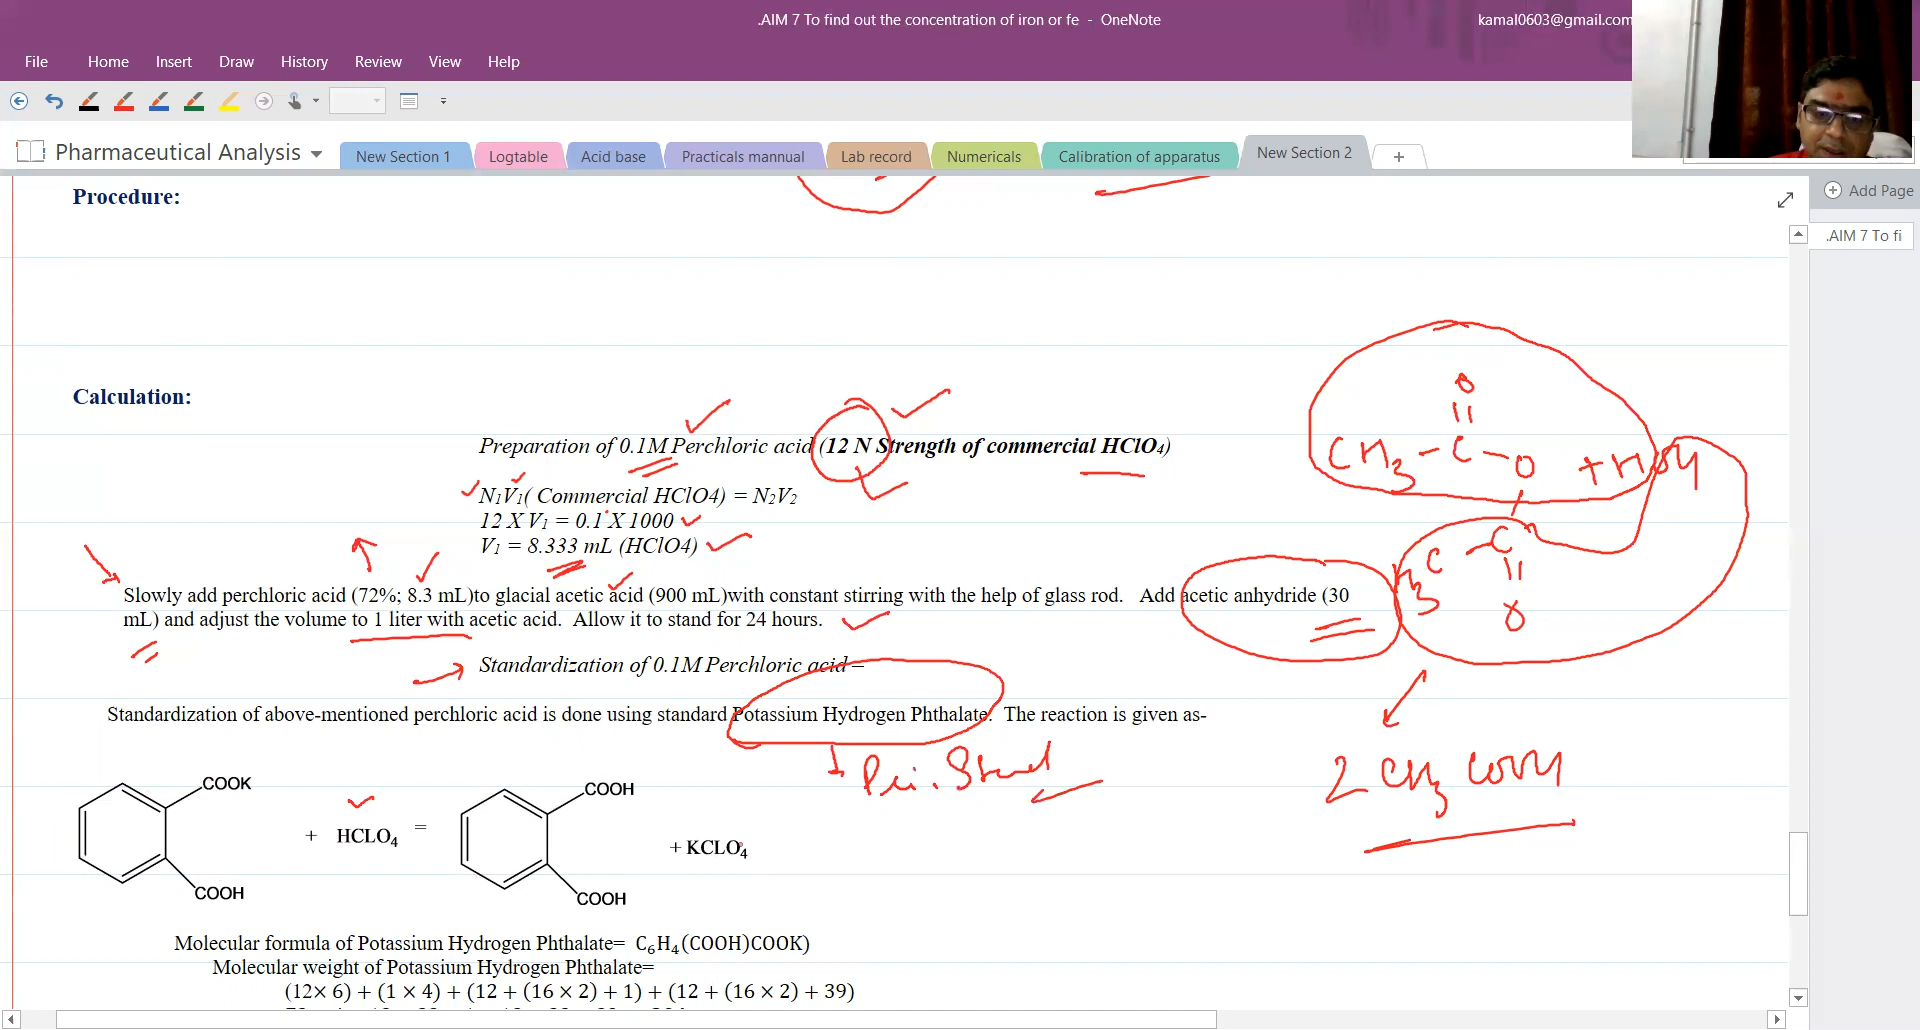 .AIM 7 To find out the concentration of iron or fe - OneNote
kamal0603@gmail.com
File Home Insert Draw History Review View Help
Pharmaceutical Analysis New Section 1 Logtable Acid base Practicals mannual Lab record Numericals Calibration of apparatus New Section 2 +
Add Page
.AIM 7 To fi
Procedure:
Calculation:
Preparation of 0.1M Perchloric acid (12 N Strength of commercial HClO4)
N1V1( Commercial HClO4) = N2V2
12 X V1 = 0.1 X 1000
V1 = 8.333 mL (HClO4)
Slowly add perchloric acid (72%; 8.3 mL)to glacial acetic acid (900 mL)with constant stirring with the help of glass rod. Add acetic anhydride (30
mL) and adjust the volume to 1 liter with acetic acid. Allow it to stand for 24 hours.
Standardization of 0.1M Perchloric acid –
Standardization of above-mentioned perchloric acid is done using standard Potassium Hydrogen Phthalate. The reaction is given as-
O
CH3 - C - O + HOH
H3C - C
O
2 CH3COOH
Pri. Stand
COOK
COOH
+ HCLO4 =
COOH
COOH
+ KCLO4
Molecular formula of Potassium Hydrogen Phthalate= C6H4(COOH)COOK)
Molecular weight of Potassium Hydrogen Phthalate=
(12× 6) + (1 × 4) + (12 + (16 × 2) + 1) + (12 + (16 × 2) + 39)